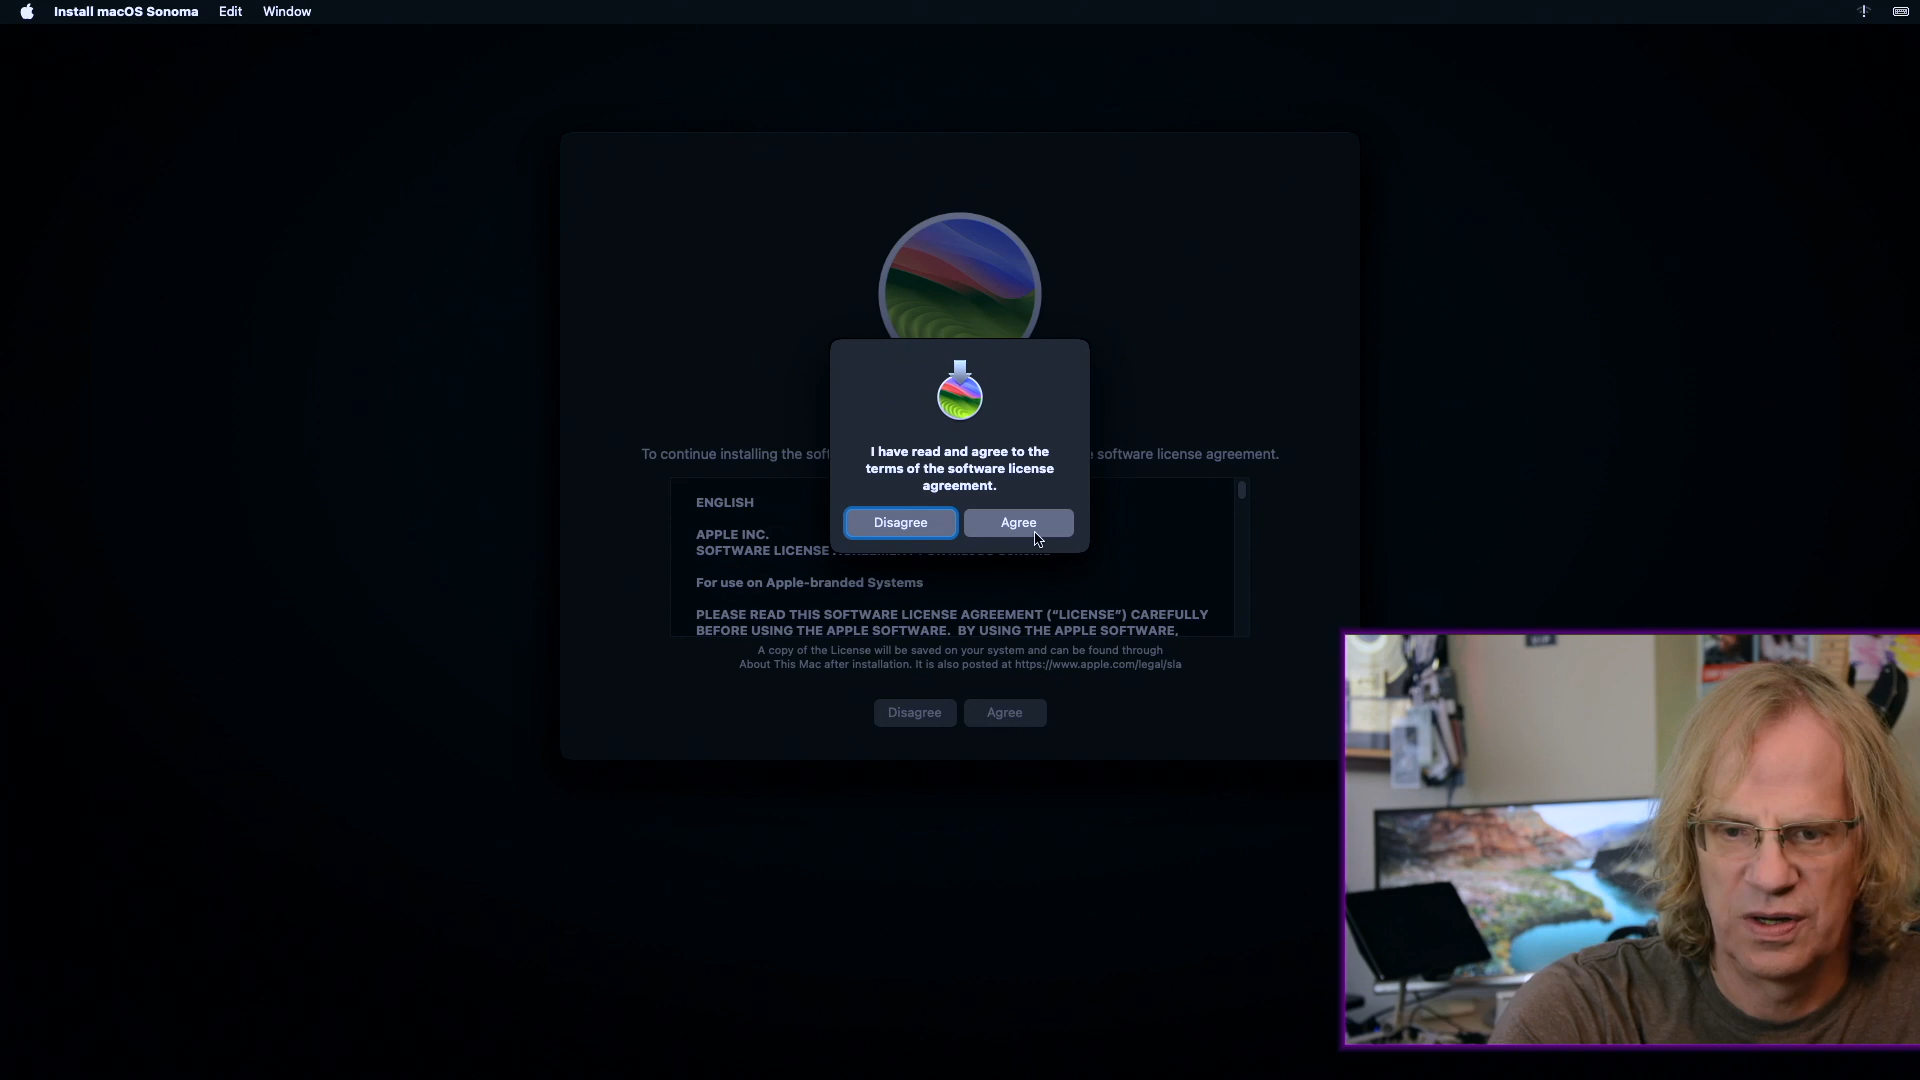 Install macOS Sonoma Edit Window
I have read and agree to the
terms of the software license
agreement.
Disagree Agree
To continue installing the sof
software license agreement.
ENGLISH
APPLE INC.
SOFTWARE LICENSE
For use on Apple-branded Systems
PLEASE READ THIS SOFTWARE LICENSE AGREEMENT (“LICENSE”) CAREFULLY
BEFORE USING THE APPLE SOFTWARE. BY USING THE APPLE SOFTWARE,
A copy of the License will be saved on your system and can be found through
About This Mac after installation. It is also posted at https://www.apple.com/legal/sla
Disagree Agree